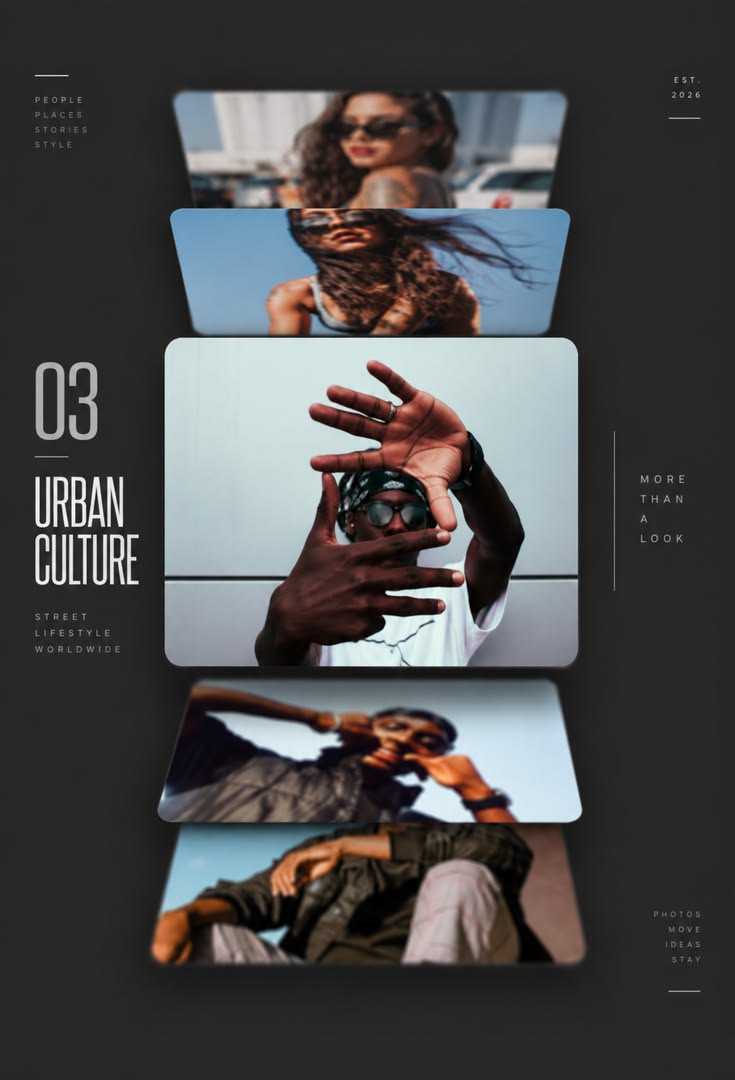 PEOPLE
PLACES
STORIES
STYLE
EST.
2026
03
URBAN
CULTURE
STREET
LIFESTYLE
WORLDWIDE
MORE
THAN
A
LOOK
PHOTOS
MOVE
IDEAS
STAY